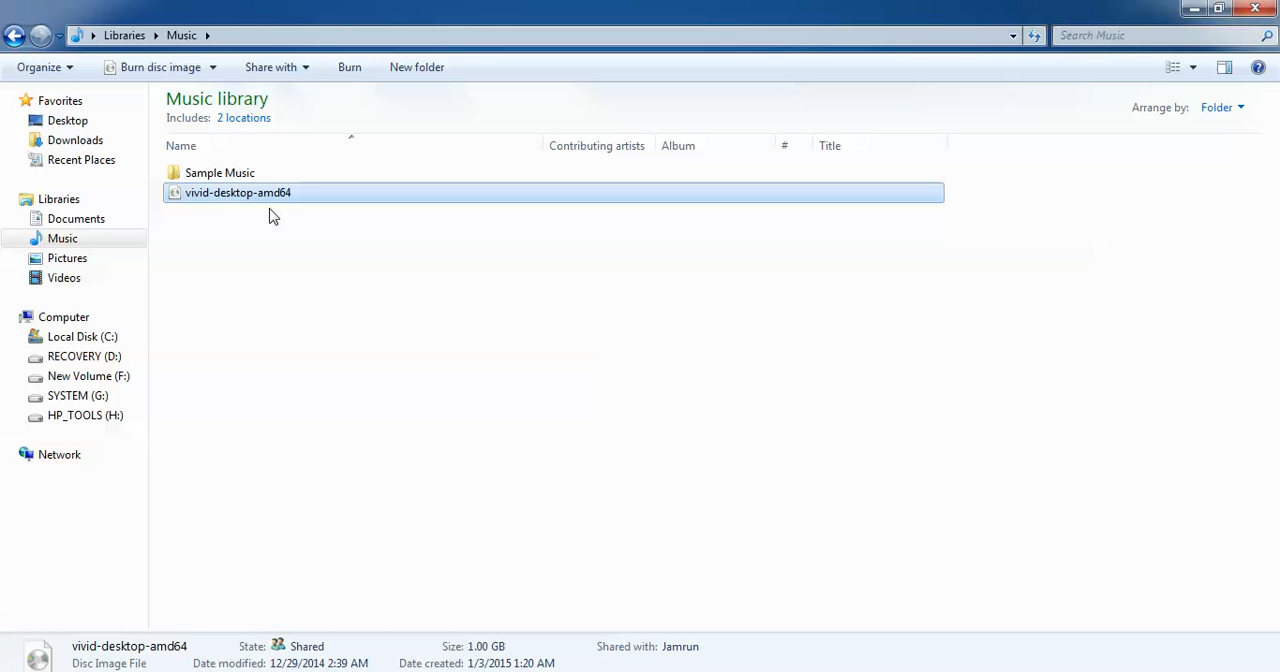 Libraries Music
Search Music
Organize Burn disc image Share with Burn New folder
Favorites
Desktop
Downloads
Recent Places
Libraries
Documents
Music
Pictures
Videos
Computer
Local Disk (C:)
RECOVERY (D:)
New Volume (F:)
SYSTEM (G:)
HP_TOOLS (H:)
Network
Music library
Includes: 2 locations
Arrange by: Folder
Name Contributing artists Album # Title
Sample Music
vivid-desktop-amd64
vivid-desktop-amd64 State: Shared Size: 1.00 GB Shared with: Jamrun
Disc Image File Date modified: 12/29/2014 2:39 AM Date created: 1/3/2015 1:20 AM